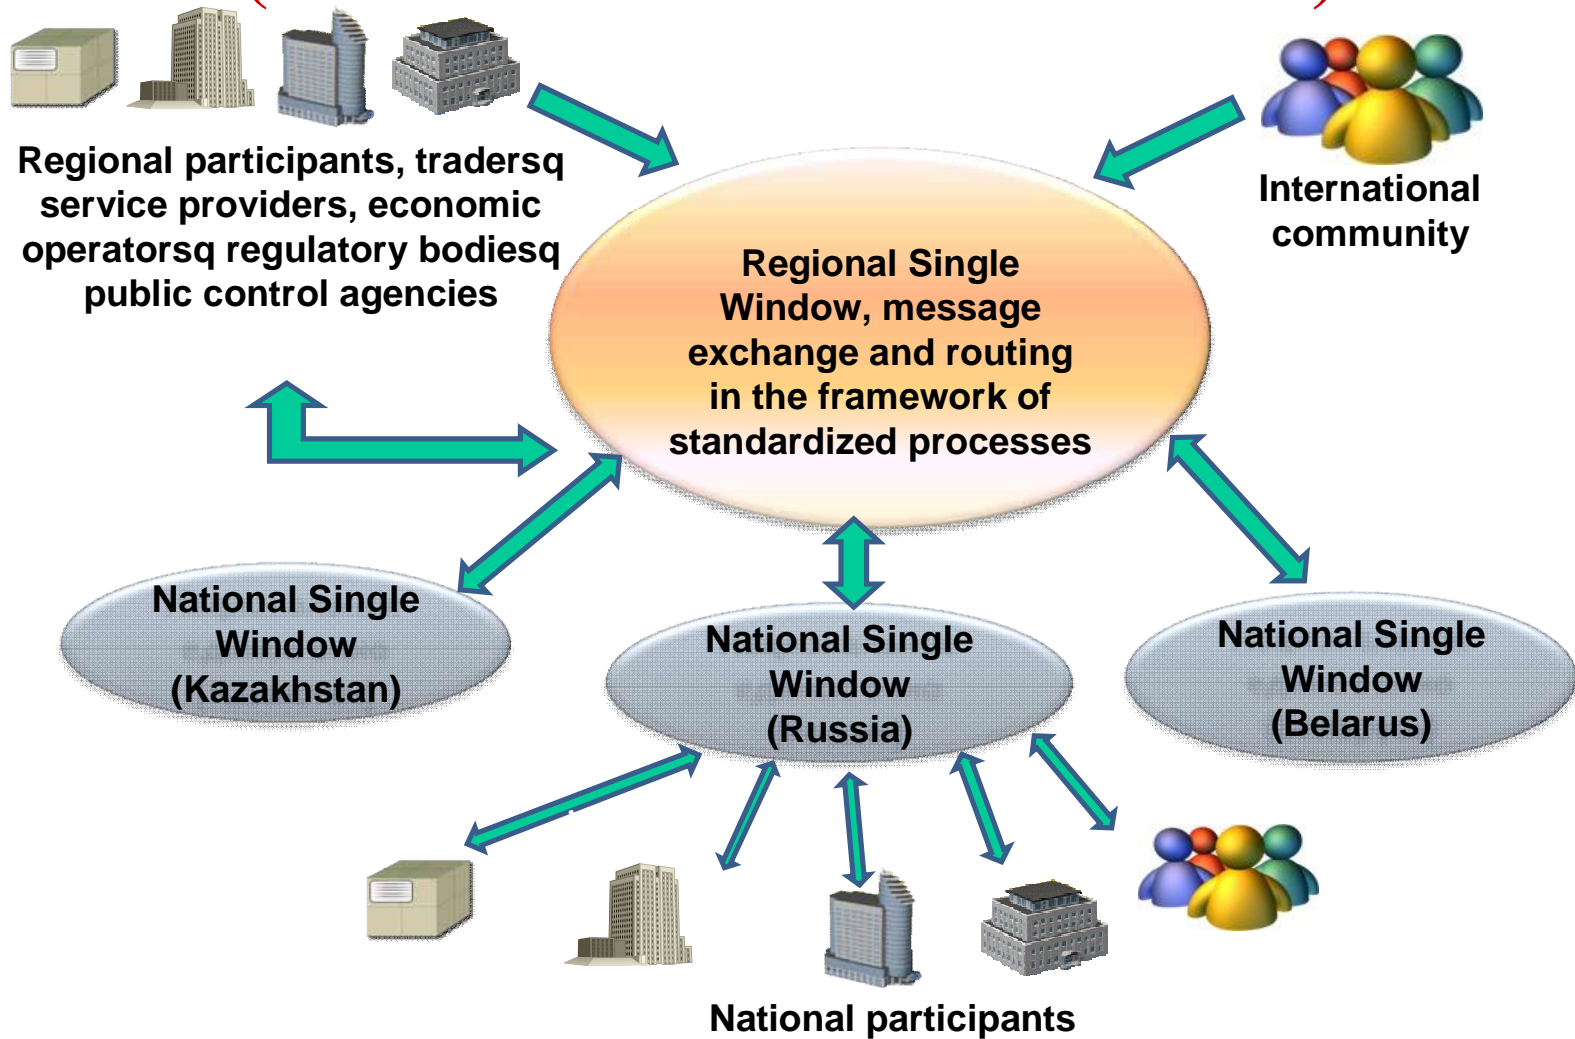 Regional participants, tradersq
service providers, economic
operatorsq regulatory bodiesq
public control agencies
International
community
Regional Single
Window, message
exchange and routing
in the framework of
standardized processes
National Single
Window
(Kazakhstan)
National Single
Window
(Russia)
National Single
Window
(Belarus)
National participants